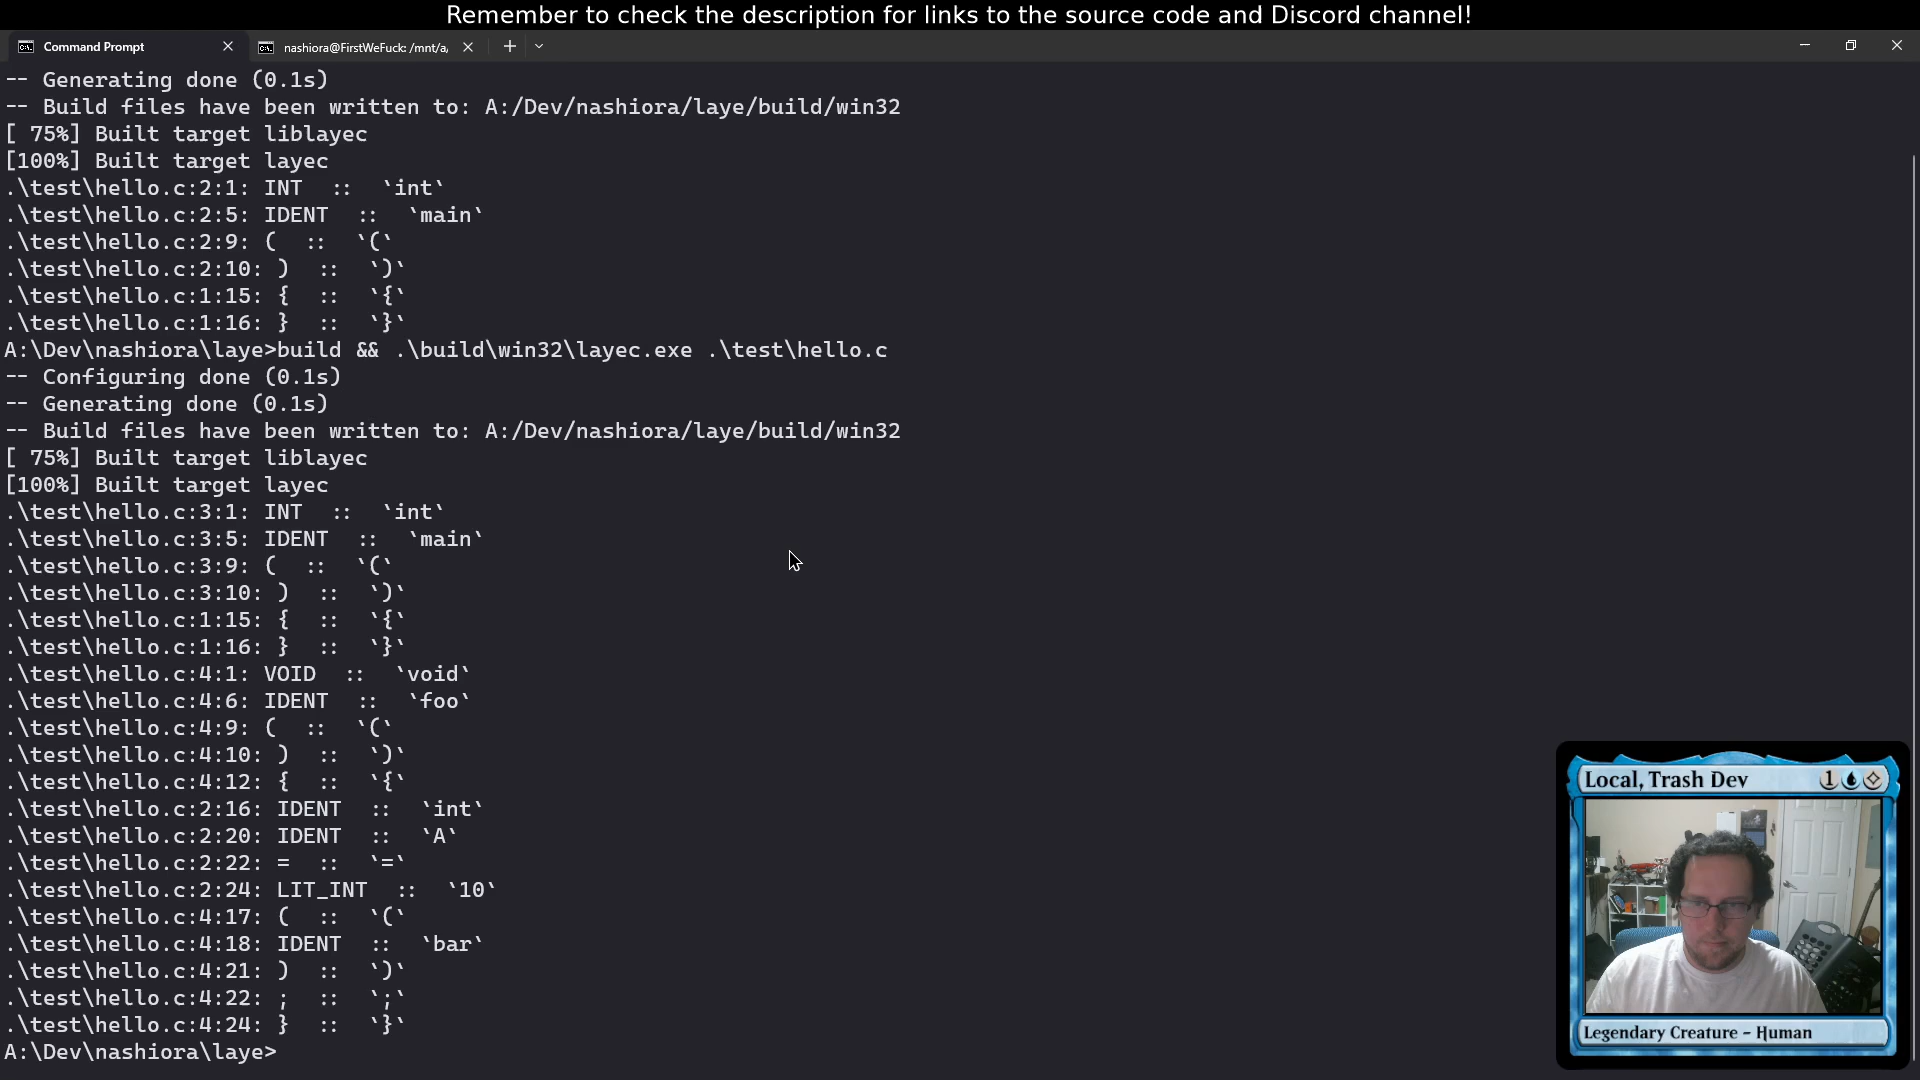 Remember to check the description for links to the source code and Discord channel!
Command Prompt
nashiora@FirstWeFuck: /mnt/a,
-- Generating done (0.1s)
-- Build files have been written to: A:/Dev/nashiora/laye/build/win32
[ 75%] Built target liblayec
[100%] Built target layec
.\test\hello.c:2:1: INT  ::  `int`
.\test\hello.c:2:5: IDENT  ::  `main`
.\test\hello.c:2:9: (  ::  `(`
.\test\hello.c:2:10: )  ::  `)`
.\test\hello.c:1:15: {  ::  `{`
.\test\hello.c:1:16: }  ::  `}`
A:\Dev\nashiora\laye>build && .\build\win32\layec.exe .\test\hello.c
-- Configuring done (0.1s)
-- Generating done (0.1s)
-- Build files have been written to: A:/Dev/nashiora/laye/build/win32
[ 75%] Built target liblayec
[100%] Built target layec
.\test\hello.c:3:1: INT  ::  `int`
.\test\hello.c:3:5: IDENT  ::  `main`
.\test\hello.c:3:9: (  ::  `(`
.\test\hello.c:3:10: )  ::  `)`
.\test\hello.c:1:15: {  ::  `{`
.\test\hello.c:1:16: }  ::  `}`
.\test\hello.c:4:1: VOID  ::  `void`
.\test\hello.c:4:6: IDENT  ::  `foo`
.\test\hello.c:4:9: (  ::  `(`
.\test\hello.c:4:10: )  ::  `)`
.\test\hello.c:4:12: {  ::  `{`
.\test\hello.c:2:16: IDENT  ::  `int`
.\test\hello.c:2:20: IDENT  ::  `A`
.\test\hello.c:2:22: =  ::  `=`
.\test\hello.c:2:24: LIT_INT  ::  `10`
.\test\hello.c:4:17: (  ::  `(`
.\test\hello.c:4:18: IDENT  ::  `bar`
.\test\hello.c:4:21: )  ::  `)`
.\test\hello.c:4:22: ;  ::  `;`
.\test\hello.c:4:24: }  ::  `}`
A:\Dev\nashiora\laye>
Local, Trash Dev 1
Legendary Creature – Human